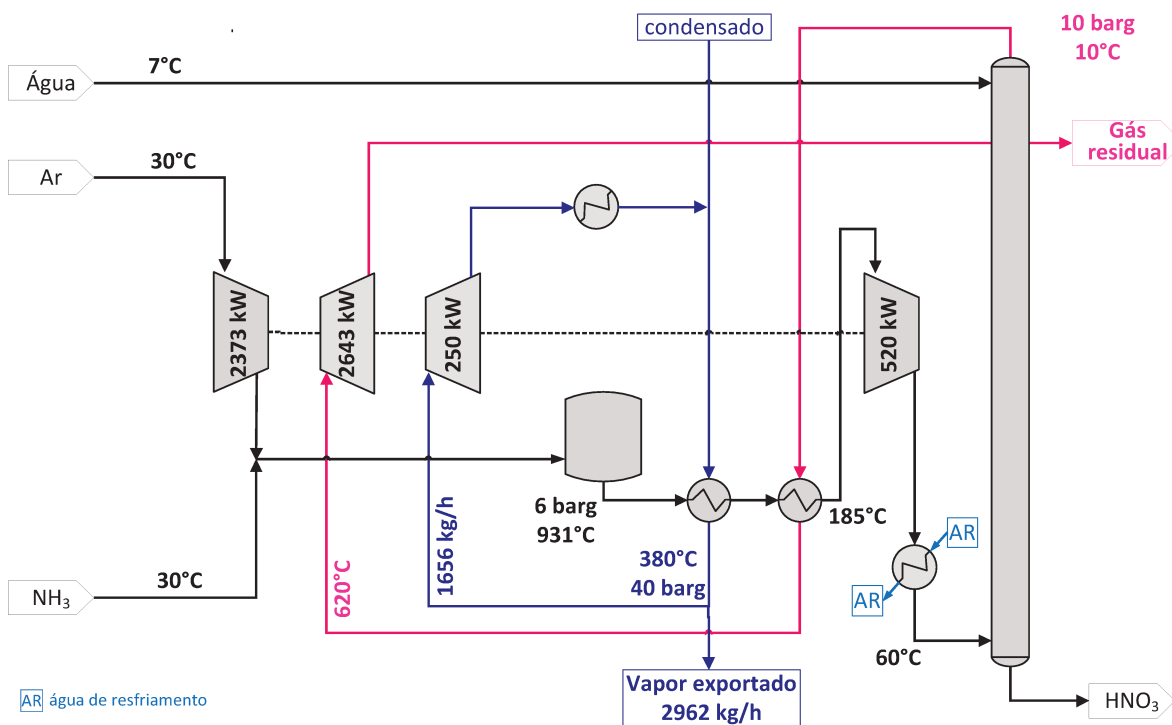 condensado
10 barg
10°C
7°C
Água
Gás
residual
30°C
Ar
2373 kW
2643 kW
250 kW
520 kW
6 barg
931°C
185°C
1656 kg/h
380°C
40 barg
AR
620°C
30°C
NH₃
AR
60°C
Vapor exportado
2962 kg/h
AR água de resfriamento
HNO₃